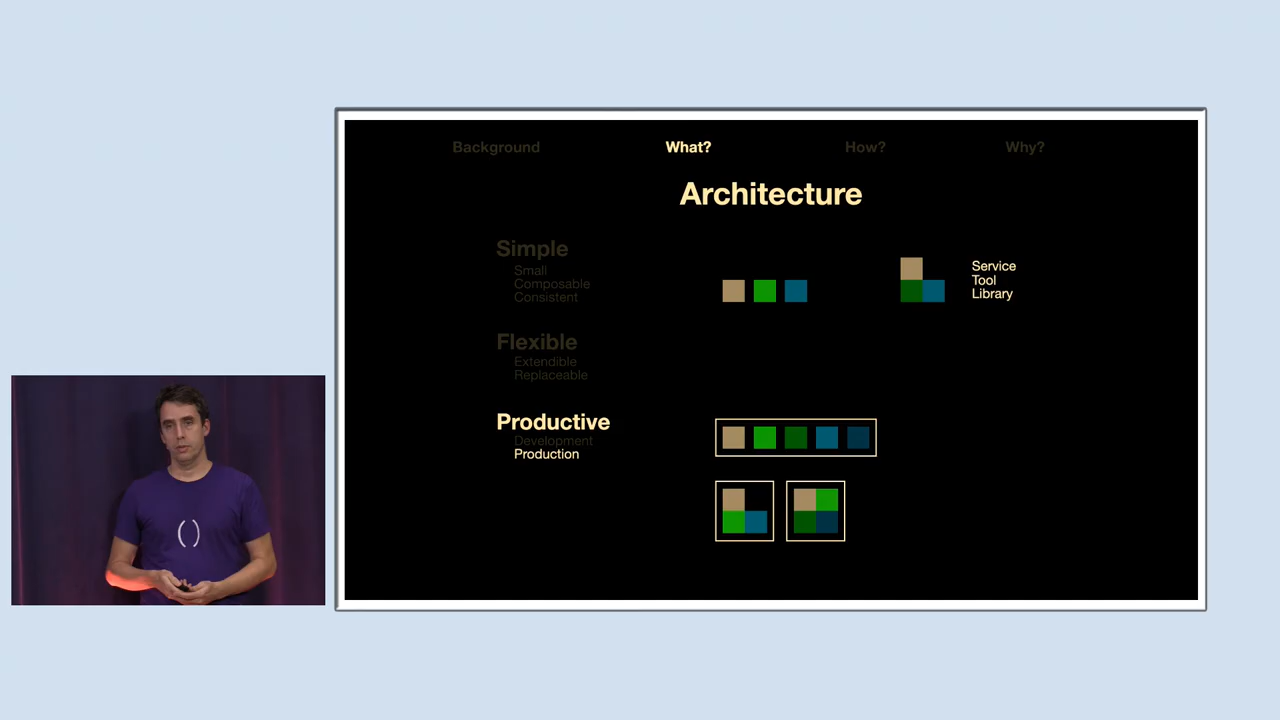 Background What? How? Why?
Architecture
Simple
Small
Composable
Consistent
Service
Tool
Library
Flexible
Extendible
Replaceable
Productive
Development
Production
( )